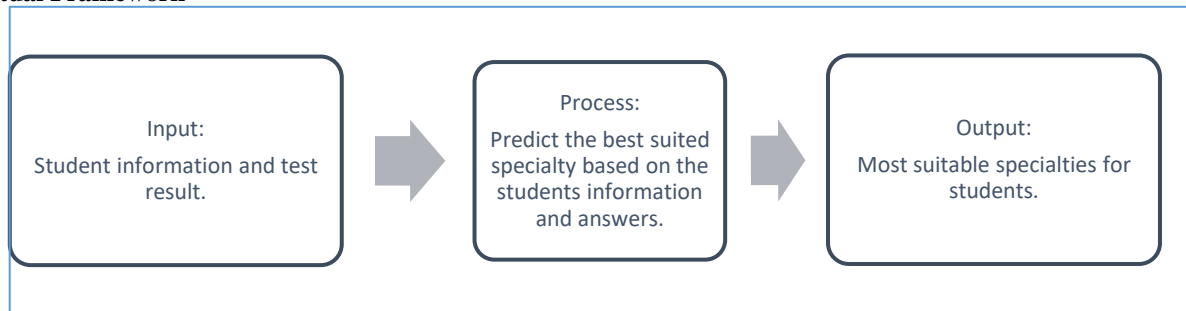 Input:
Student information and test
result.
Process:
Predict the best suited
specialty based on the
students information
and answers.
Output:
Most suitable specialties for
students.